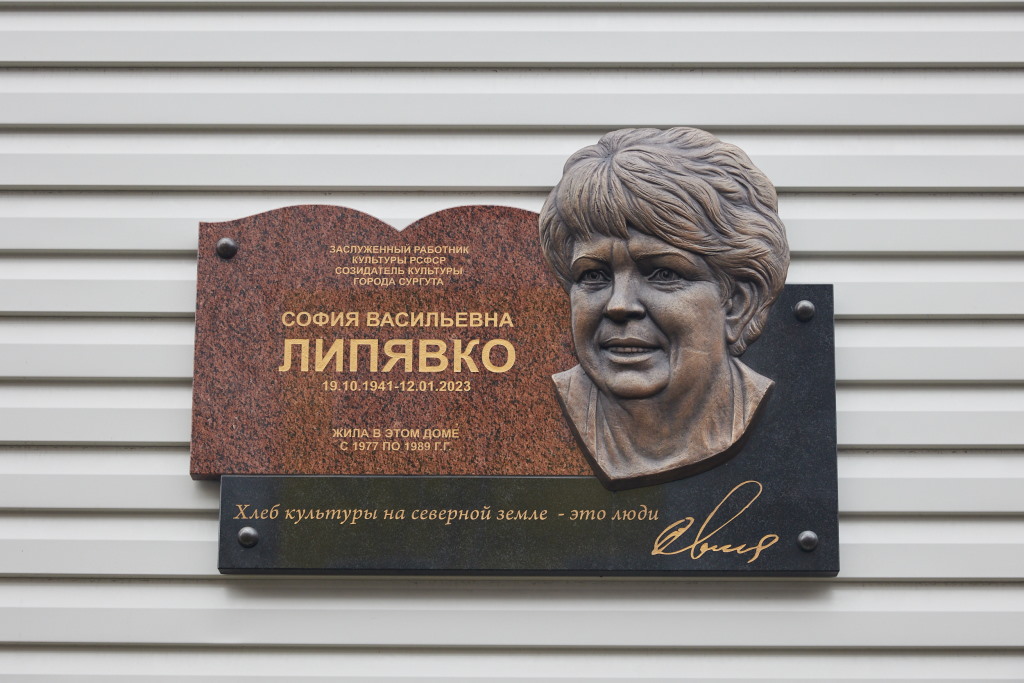 ЗАСЛУЖЕННЫЙ РАБОТНИК
КУЛЬТУРЫ РСФСР
СОЗИДАТЕЛЬ КУЛЬТУРЫ
ГОРОДА СУРГУТА
СОФИЯ ВАСИЛЬЕВНА
ЛИПЯВКО
19.10.1941-12.01.2023
ЖИЛА В ЭТОМ ДОМЕ
С 1977 ПО 1989 Г.Г.
Хлеб культуры на северной земле - это люди